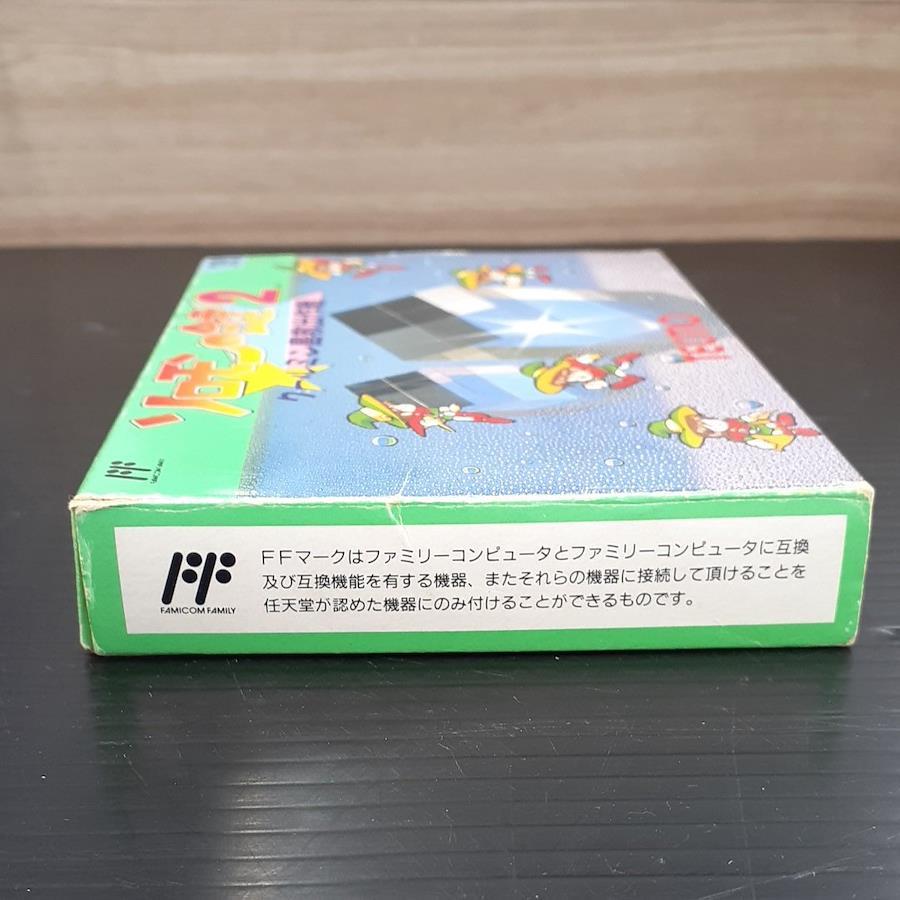 TECMO
FF
FAMICOM FAMILY
FFマークはファミリーコンピュータとファミリーコンピュータに互換
及び互換機能を有する機器、またそれらの機器に接続して頂けることを
任天堂が認めた機器にのみ付けることができるものです。